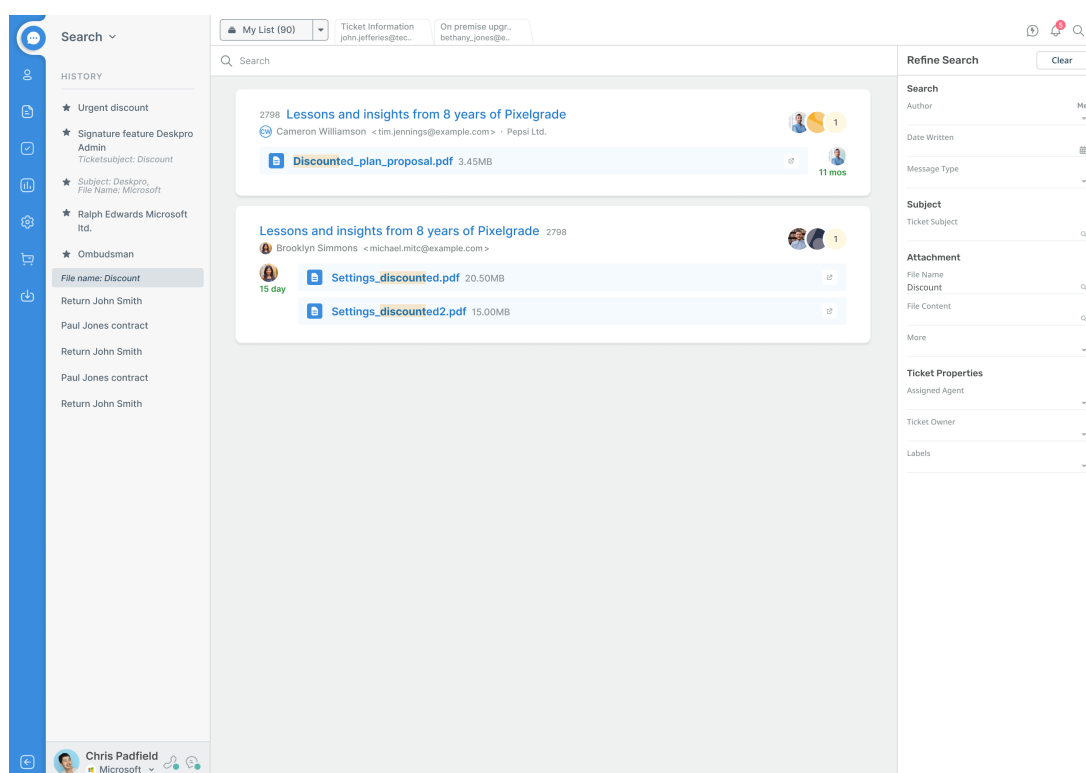 Search
HISTORY
Urgent discount
Signature feature Deskpro
Admin
Ticketsubject: Discount
Subject: Deskpro,
File Name: Microsoft
Ralph Edwards Microsoft
ltd.
Ombudsman
File name: Discount
Return John Smith
Paul Jones contract
Return John Smith
Paul Jones contract
Return John Smith
Chris Padfield
Microsoft
My List (90)
Ticket Information
john.jefferies@tec..
On premise upgr..
bethany_jones@e..
5
Search
2798 Lessons and insights from 8 years of Pixelgrade
1
CW Cameron Williamson <tim.jennings@example.com> · Pepsi Ltd.
Discounted_plan_proposal.pdf 3.45MB
11 mos
Lessons and insights from 8 years of Pixelgrade 2798
1
Brooklyn Simmons <michael.mitc@example.com>
15 day
Settings_discounted.pdf 20.50MB
Settings_discounted2.pdf 15.00MB
Refine Search
Clear
Search
Author
Me
Date Written
Message Type
Subject
Ticket Subject
Attachment
File Name
Discount
File Content
More
Ticket Properties
Assigned Agent
Ticket Owner
Labels